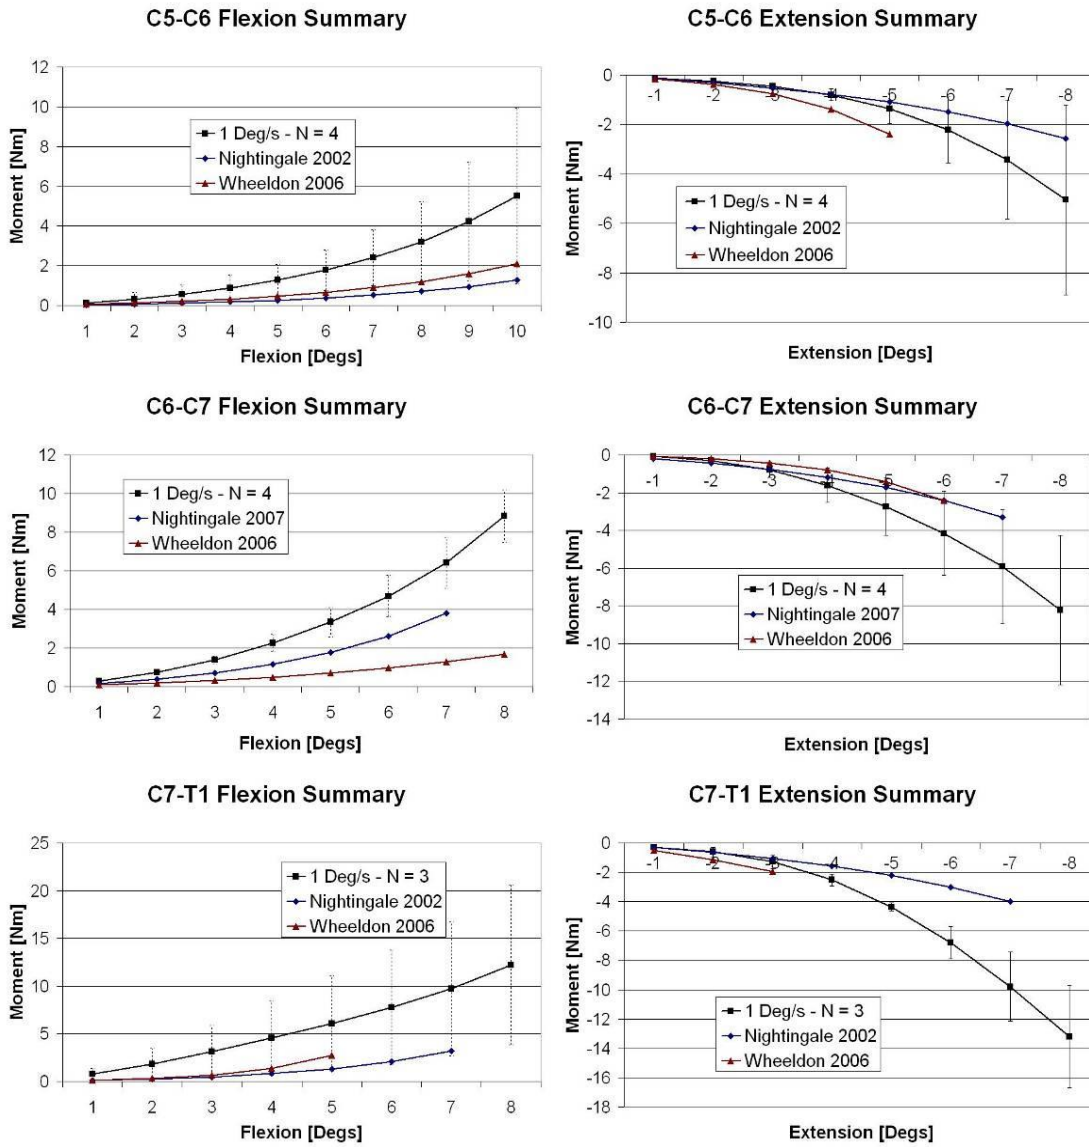 C5-C6 Flexion Summary
12
10
8
6
4
2
0
Moment [Nm]
1 Deg/s - N = 4
Nightingale 2002
Wheeldon 2006
1 2 3 4 5 6 7 8 9 10
Flexion [Degs]
C5-C6 Extension Summary
0
-2
-4
-6
-8
-10
Moment [Nm]
-1 -2 -3 -4 -5 -6 -7 -8
1 Deg/s - N = 4
Nightingale 2002
Wheeldon 2006
Extension [Degs]
C6-C7 Flexion Summary
12
10
8
6
4
2
0
Moment [Nm]
1 Deg/s - N = 4
Nightingale 2007
Wheeldon 2006
1 2 3 4 5 6 7 8
Flexion [Degs]
C6-C7 Extension Summary
0
-2
-4
-6
-8
-10
-12
-14
Moment [Nm]
-1 -2 -3 -4 -5 -6 -7 -8
1 Deg/s - N = 4
Nightingale 2007
Wheeldon 2006
Extension [Degs]
C7-T1 Flexion Summary
25
20
15
10
5
0
Moment [Nm]
1 Deg/s - N = 3
Nightingale 2002
Wheeldon 2006
1 2 3 4 5 6 7 8
Flexion [Degs]
C7-T1 Extension Summary
0
-2
-4
-6
-8
-10
-12
-14
-16
-18
Moment [Nm]
-1 -2 -3 -4 -5 -6 -7 -8
1 Deg/s - N = 3
Nightingale 2002
Wheeldon 2006
Extension [Degs]